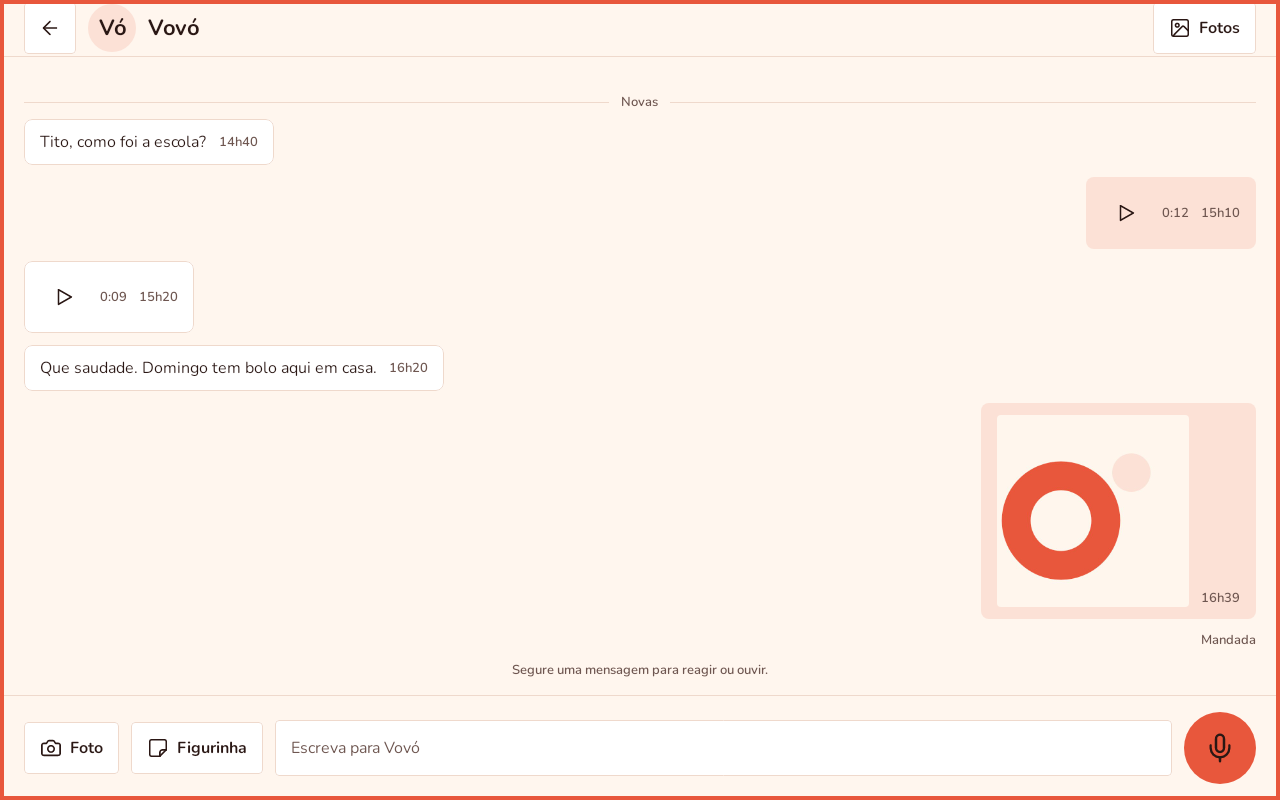 Vó Vovó Fotos
Novas
Tito, como foi a escola? 14h40
0:12 15h10
0:09 15h20
Que saudade. Domingo tem bolo aqui em casa. 16h20
16h39
Mandada
Segure uma mensagem para reagir ou ouvir.
Foto Figurinha Escreva para Vovó